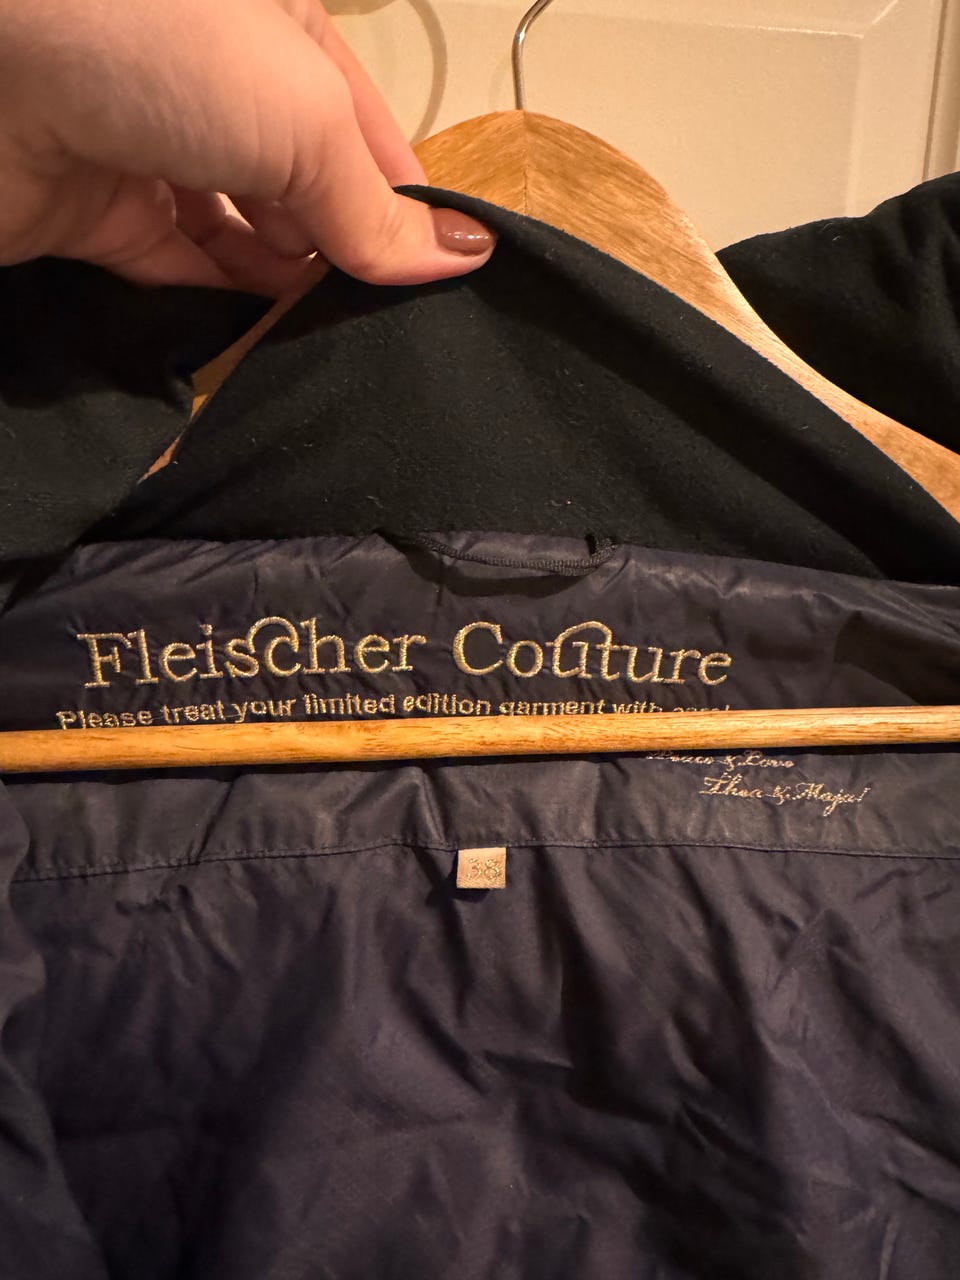 Fleischer Couture
Please treat your limited edition garment with care!
Peace & Love
Thea & Maja!
38